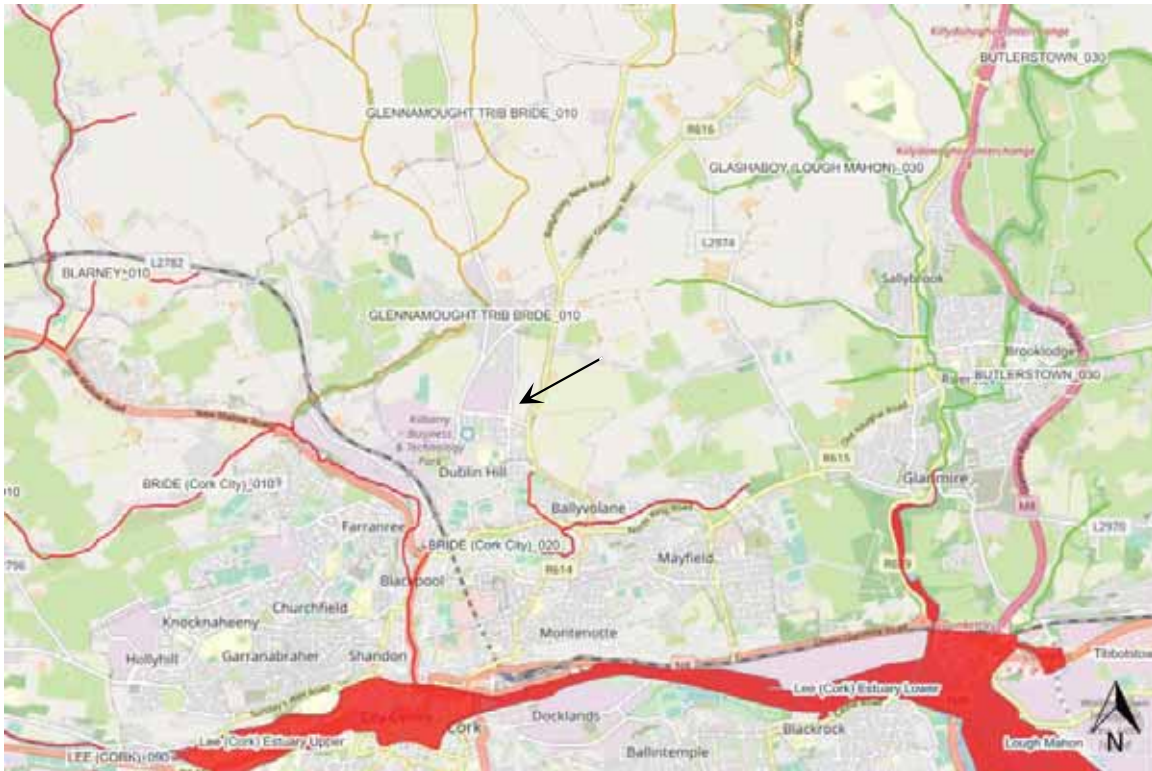 BUTLERSTOWN_030
GLENNAMOUGHT TRIB BRIDE_010
R616
GLASHABOY (LOUGH MAHON)_030
L2974
L2782
BLARNEY_010
Sallybrook
GLENNAMOUGHT TRIB BRIDE_010
Brooklodge
BUTLERSTOWN_030
Kilbarry
Business
& Technology
Park
Dublin Hill
R615
Glanmire
BRIDE (Cork City)_010
M8
L2970
Ballyvolane
North Ring Road
Farranree
BRIDE (Cork City)_020
R614
Mayfield
Blackpool
Churchfield
Knocknaheeny
Montenotte
Hollyhill
Garranabraher
Shandon
Lee (Cork) Estuary Lower
Docklands
Blackrock
Cork
Lee (Cork) Estuary Upper
LEE (CORK)_090
Ballintemple
Lough Mahon
N